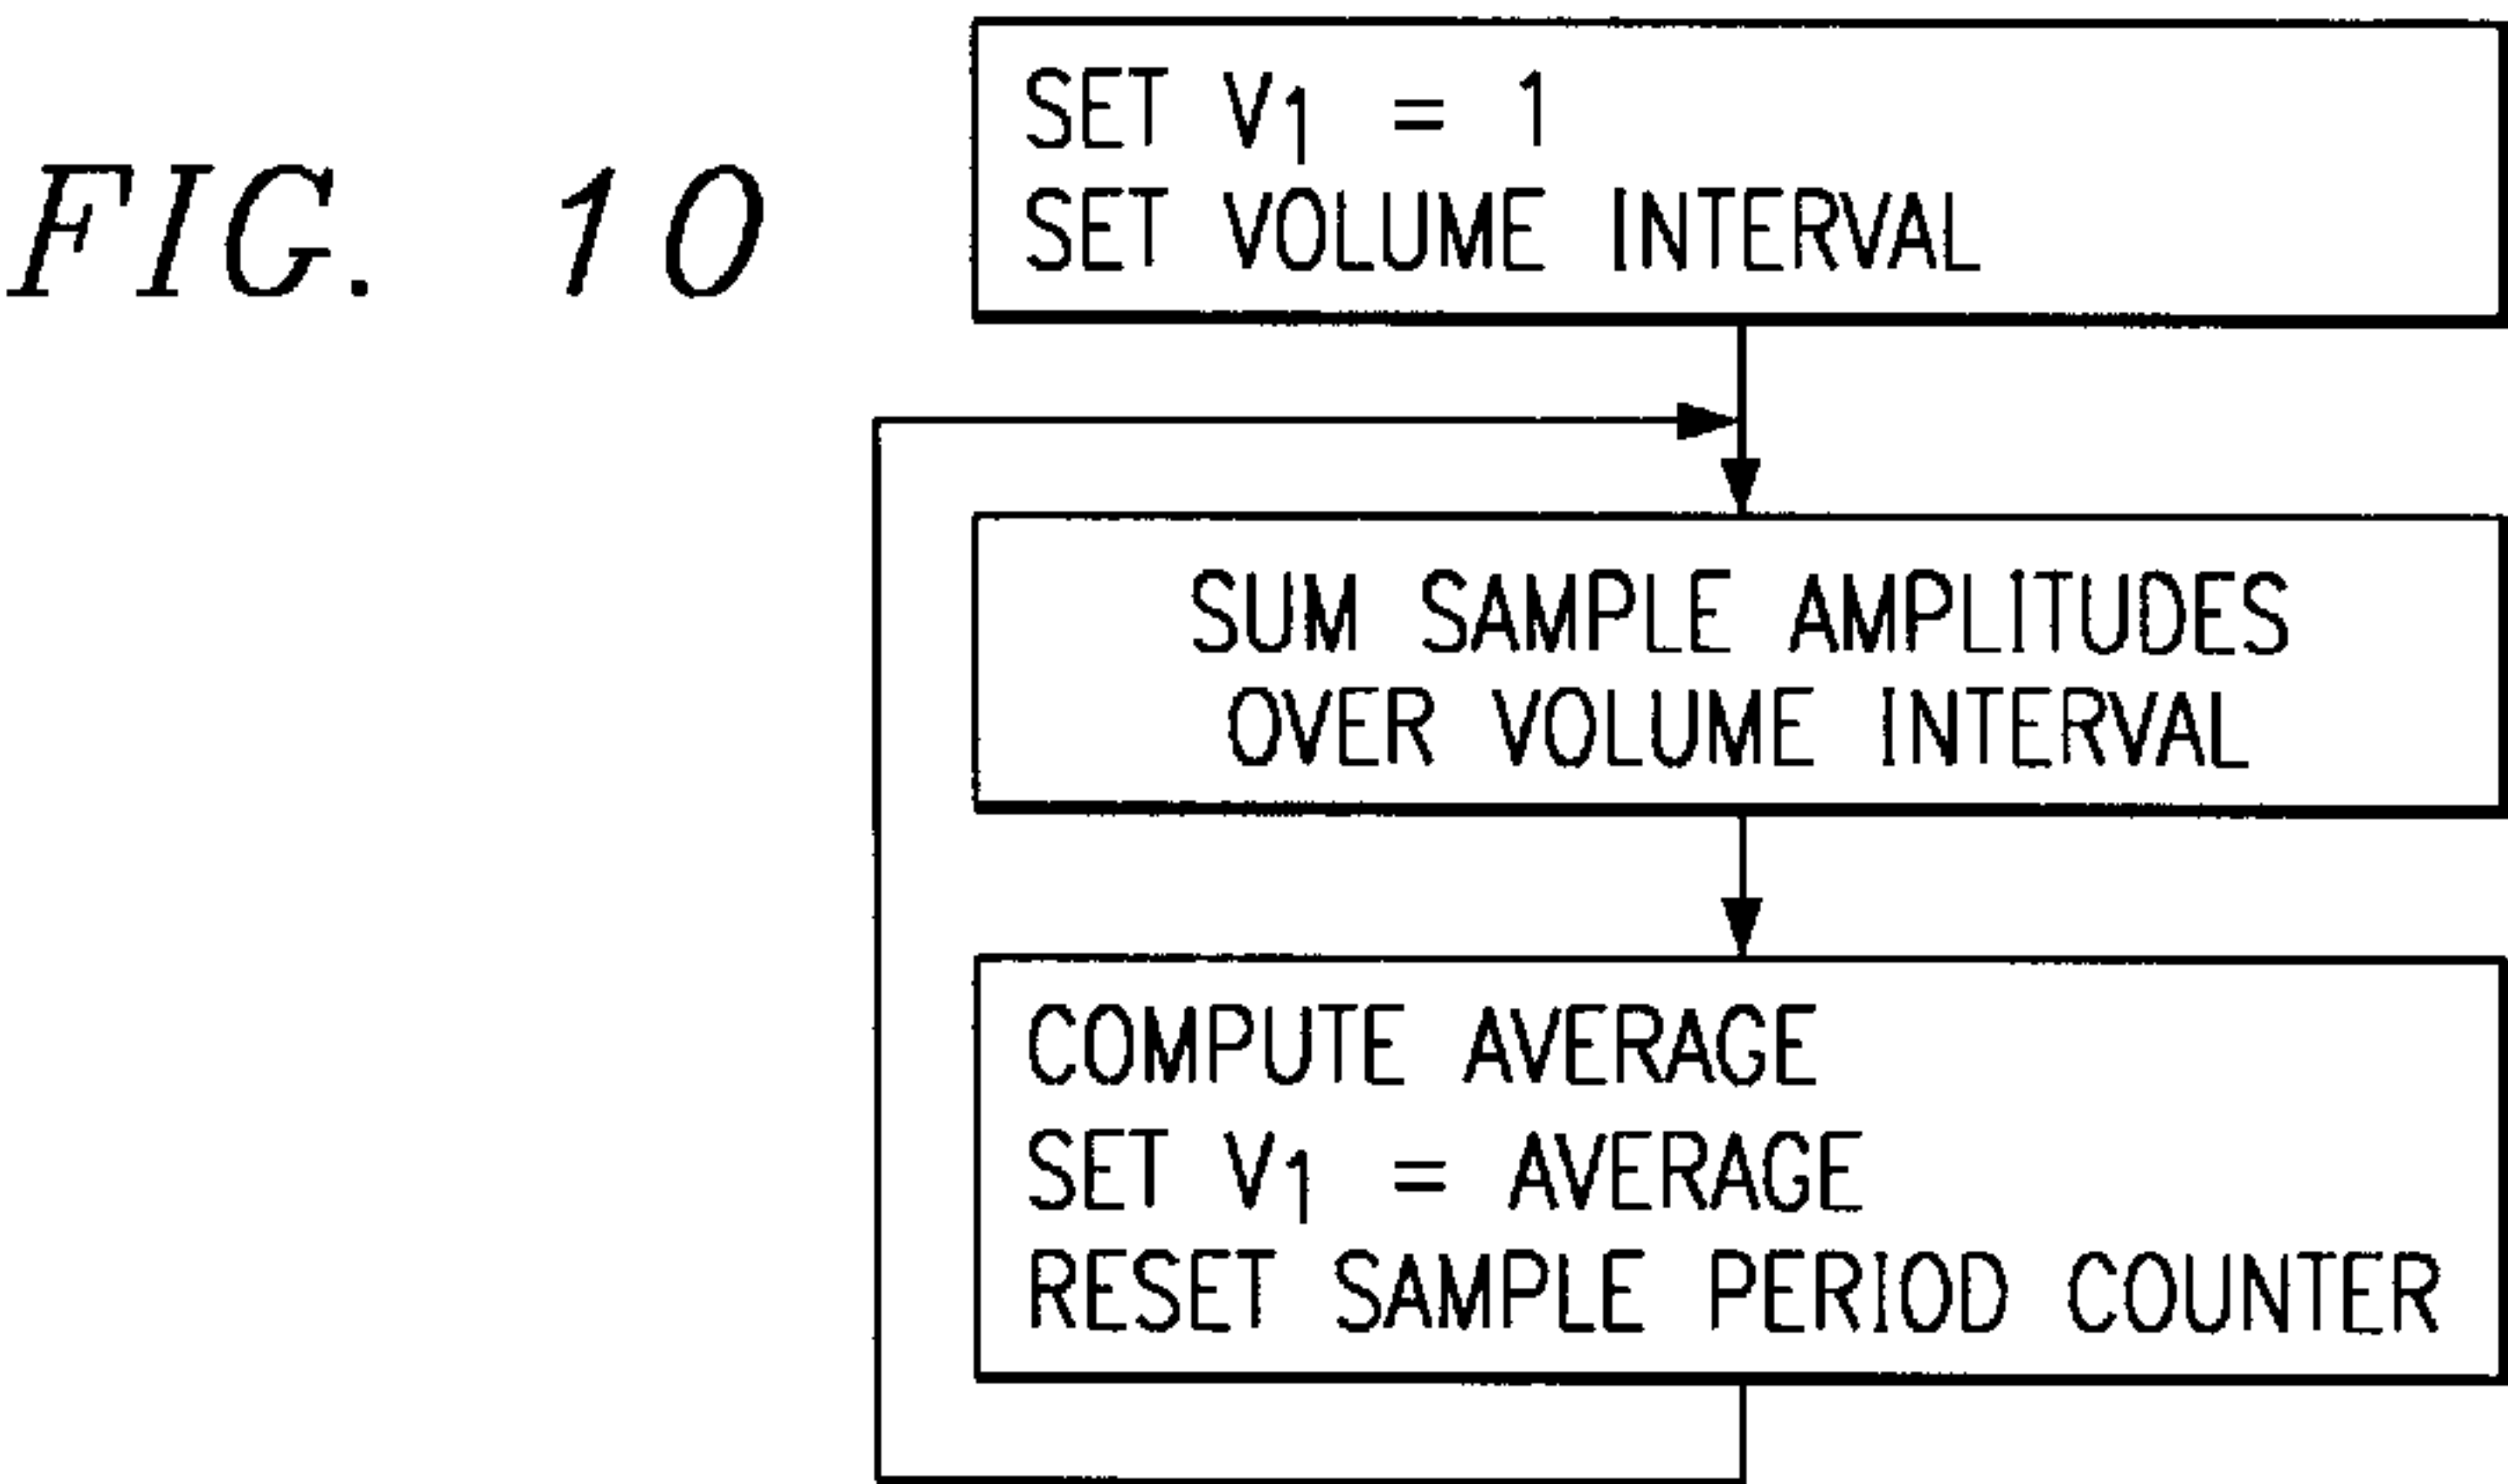 FIG. 10
SET V₁ = 1
SET VOLUME INTERVAL
SUM SAMPLE AMPLITUDES
OVER VOLUME INTERVAL
COMPUTE AVERAGE
SET V₁ = AVERAGE
RESET SAMPLE PERIOD COUNTER